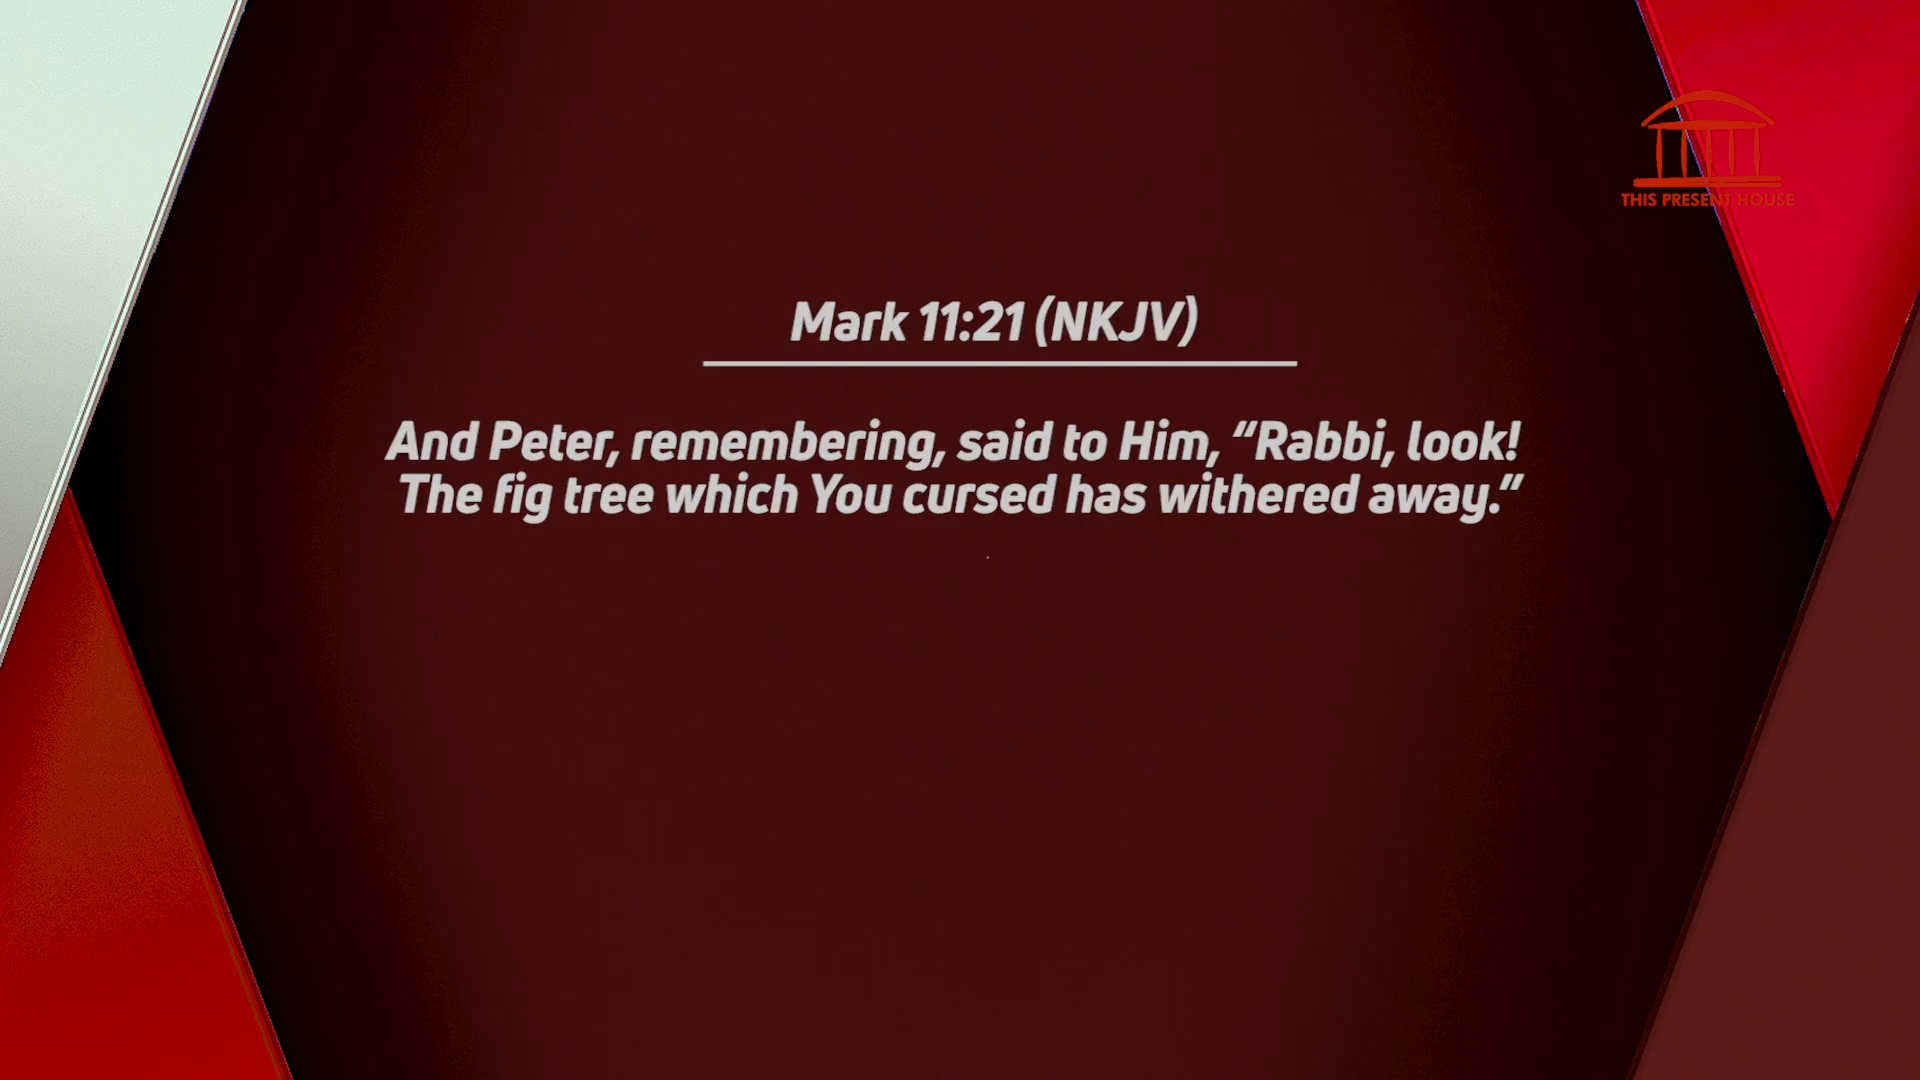 THIS PRESENT HOUSE
Mark 11:21 (NKJV)
And Peter, remembering, said to Him, “Rabbi, look!
The fig tree which You cursed has withered away.”